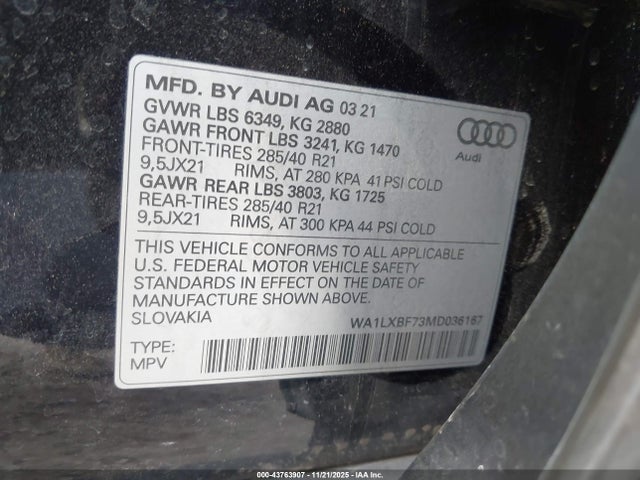 MFD. BY AUDI AG 03 21
GVWR LBS 6349, KG 2880
GAWR FRONT LBS 3241, KG 1470
FRONT-TIRES 285/40 R21
9,5JX21 RIMS, AT 280 KPA 41 PSI COLD
GAWR REAR LBS 3803, KG 1725
REAR-TIRES 285/40 R21
9,5JX21 RIMS, AT 300 KPA 44 PSI COLD
Audi
THIS VEHICLE CONFORMS TO ALL APPLICABLE
U.S. FEDERAL MOTOR VEHICLE SAFETY
STANDARDS IN EFFECT ON THE DATE OF
MANUFACTURE SHOWN ABOVE.
SLOVAKIA WA1LXBF73MD036167
TYPE:
MPV
000-43763907 - 11/21/2025 - IAA Inc.